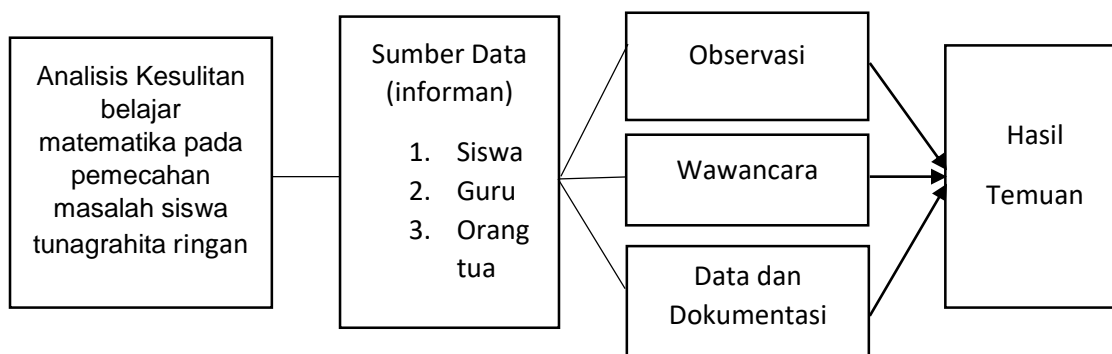 Analisis Kesulitan
belajar
matematika pada
pemecahan
masalah siswa
tunagrahita ringan
Sumber Data
(informan)
1. Siswa
2. Guru
3. Orang
tua
Observasi
Wawancara
Data dan
Dokumentasi
Hasil
Temuan